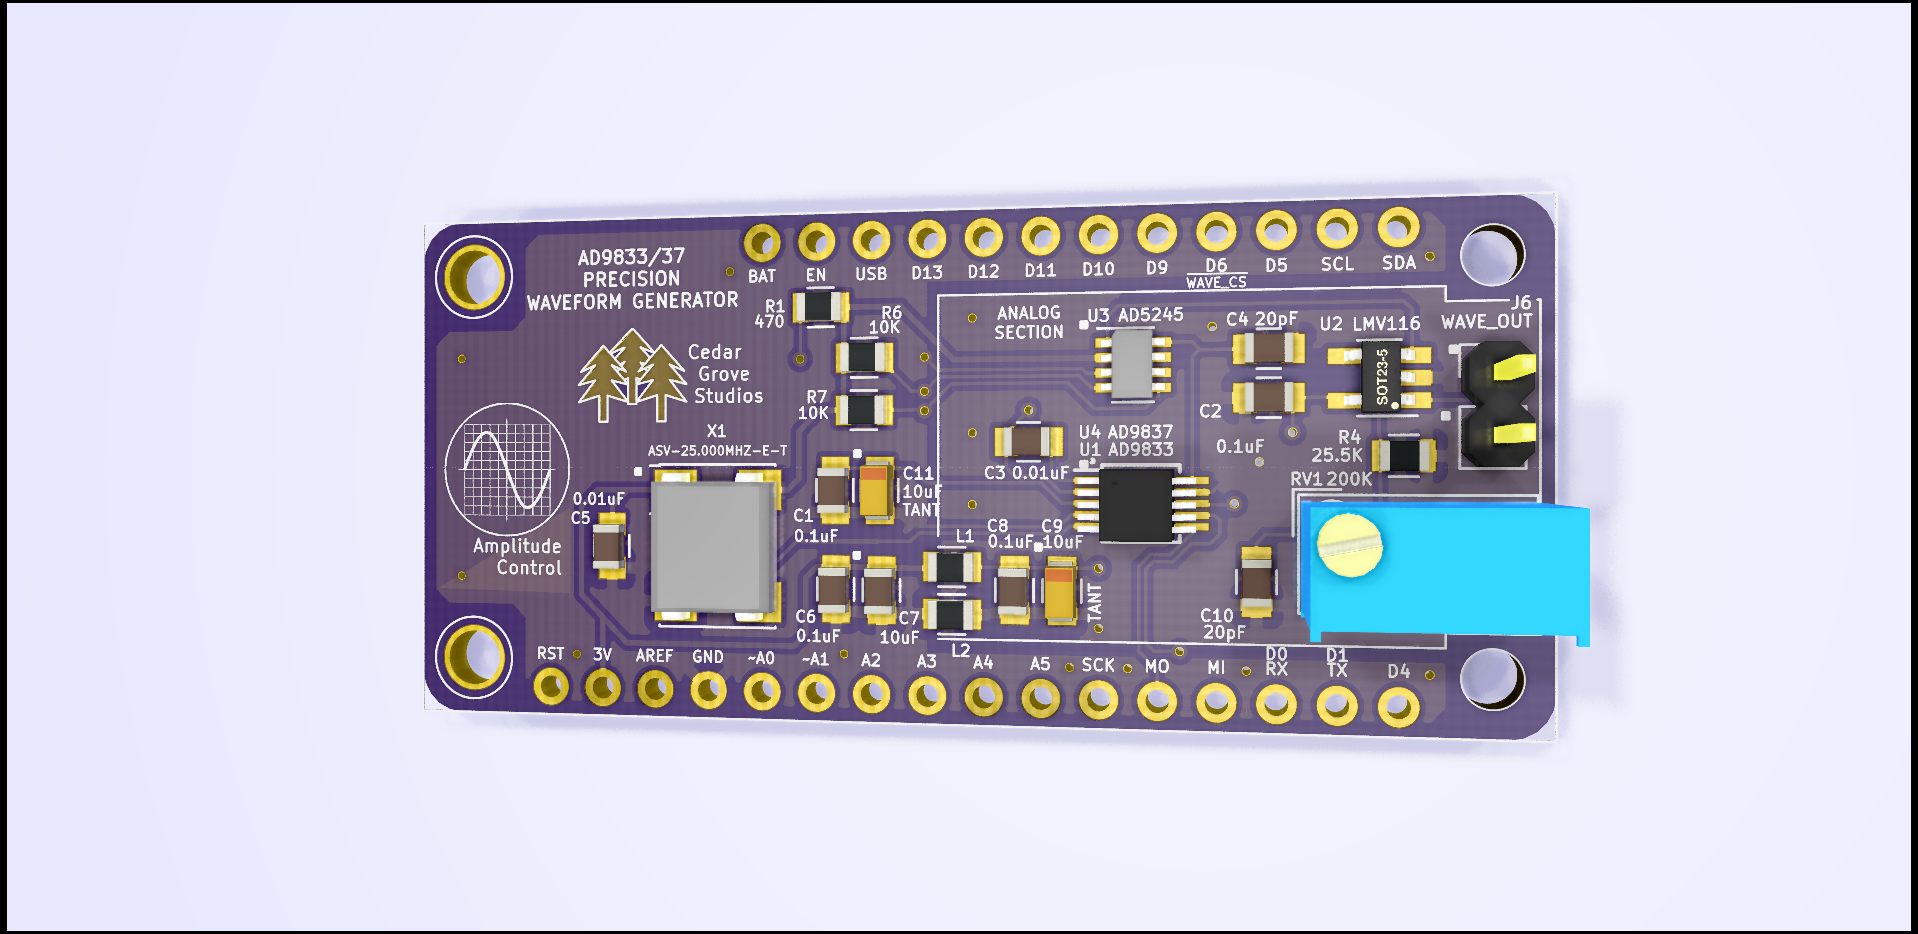 AD9833/37
PRECISION
WAVEFORM GENERATOR
BAT EN USB D13 D12 D11 D10 D9 D6 D5 SCL SDA
WAVE_CS
R1
470
R6
10K
R7
10K
Cedar
Grove
Studios
ANALOG
SECTION
U3 AD5245
C4 20pF
U2 LMV116
J6
WAVE_OUT
SOT23-5
C2
0.1uF
R4
25.5K
RV1 200K
U4 AD9837
U1 AD9833
C3 0.01uF
X1
ASV-25.000MHZ-E-T
0.01uF
C5
Amplitude
Control
C1
0.1uF
C11
10uF
TANT
C6
0.1uF
C7
10uF
L1
L2
C8
0.1uF
C9
10uF
TANT
C10
20pF
RST 3V AREF GND ~A0 ~A1 A2 A3 A4 A5 SCK MO MI D0 D1 D4
RX TX